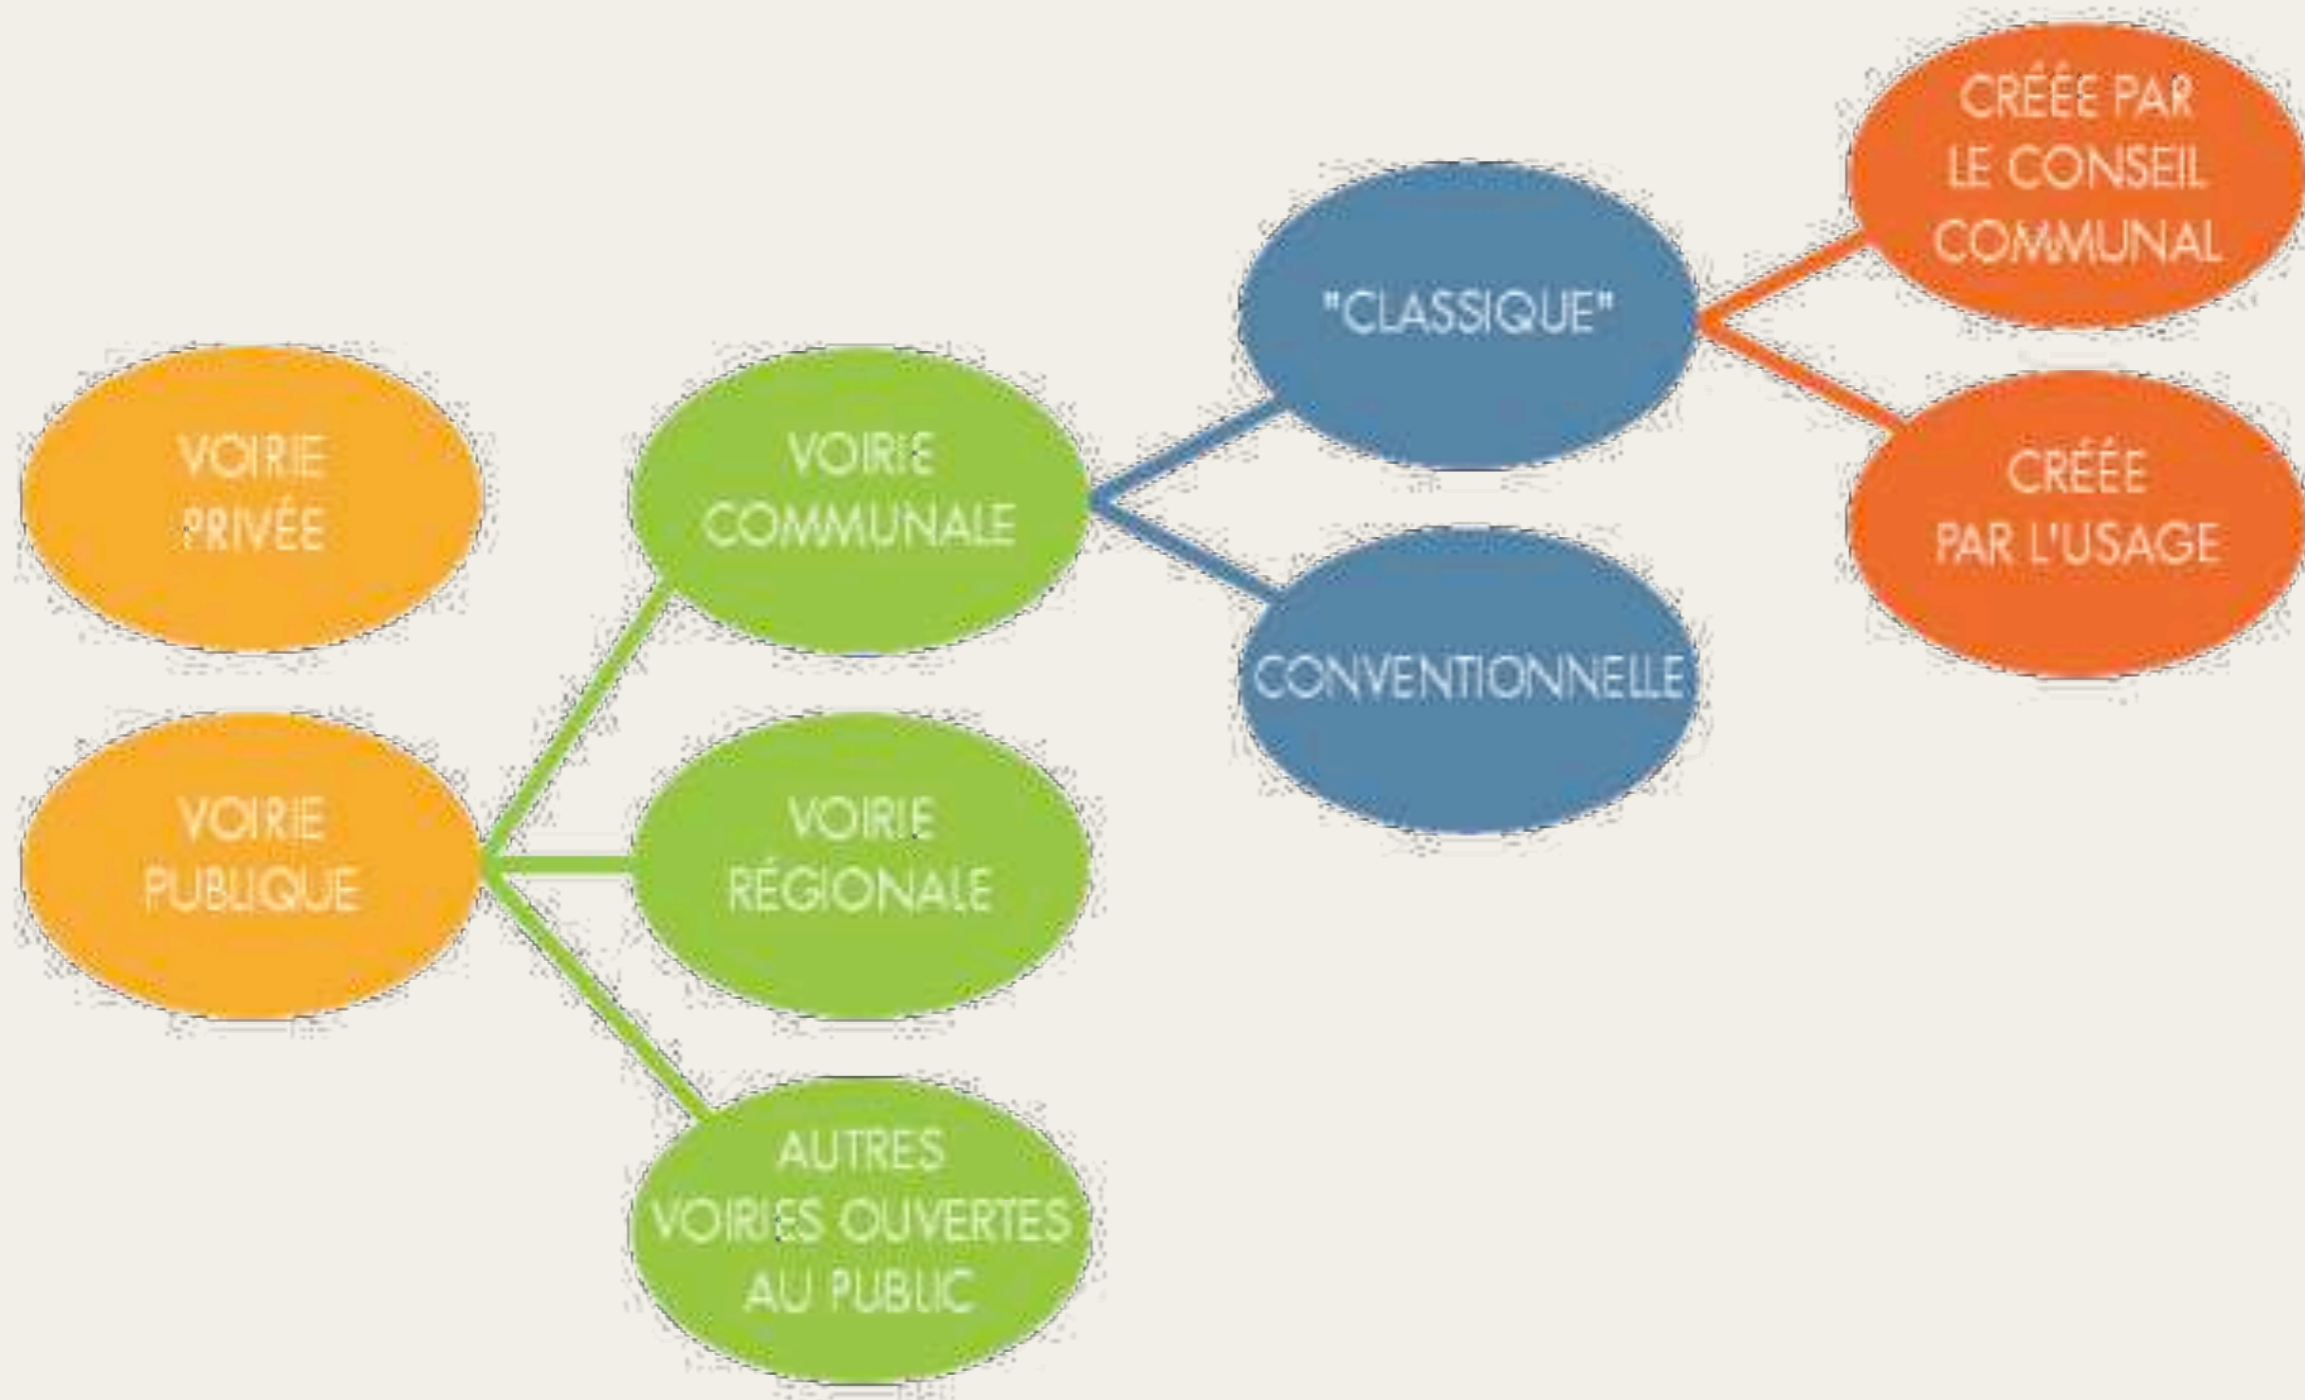 VOIRIE
PRIVÉE
VOIRIE
PUBLIQUE
VOIRIE
COMMUNALE
VOIRIE
RÉGIONALE
AUTRES
VOIRIES OUVERTES
AU PUBLIC
"CLASSIQUE"
CONVENTIONNELLE
CRÉÉE PAR
LE CONSEIL
COMMUNAL
CRÉÉE
PAR L'USAGE